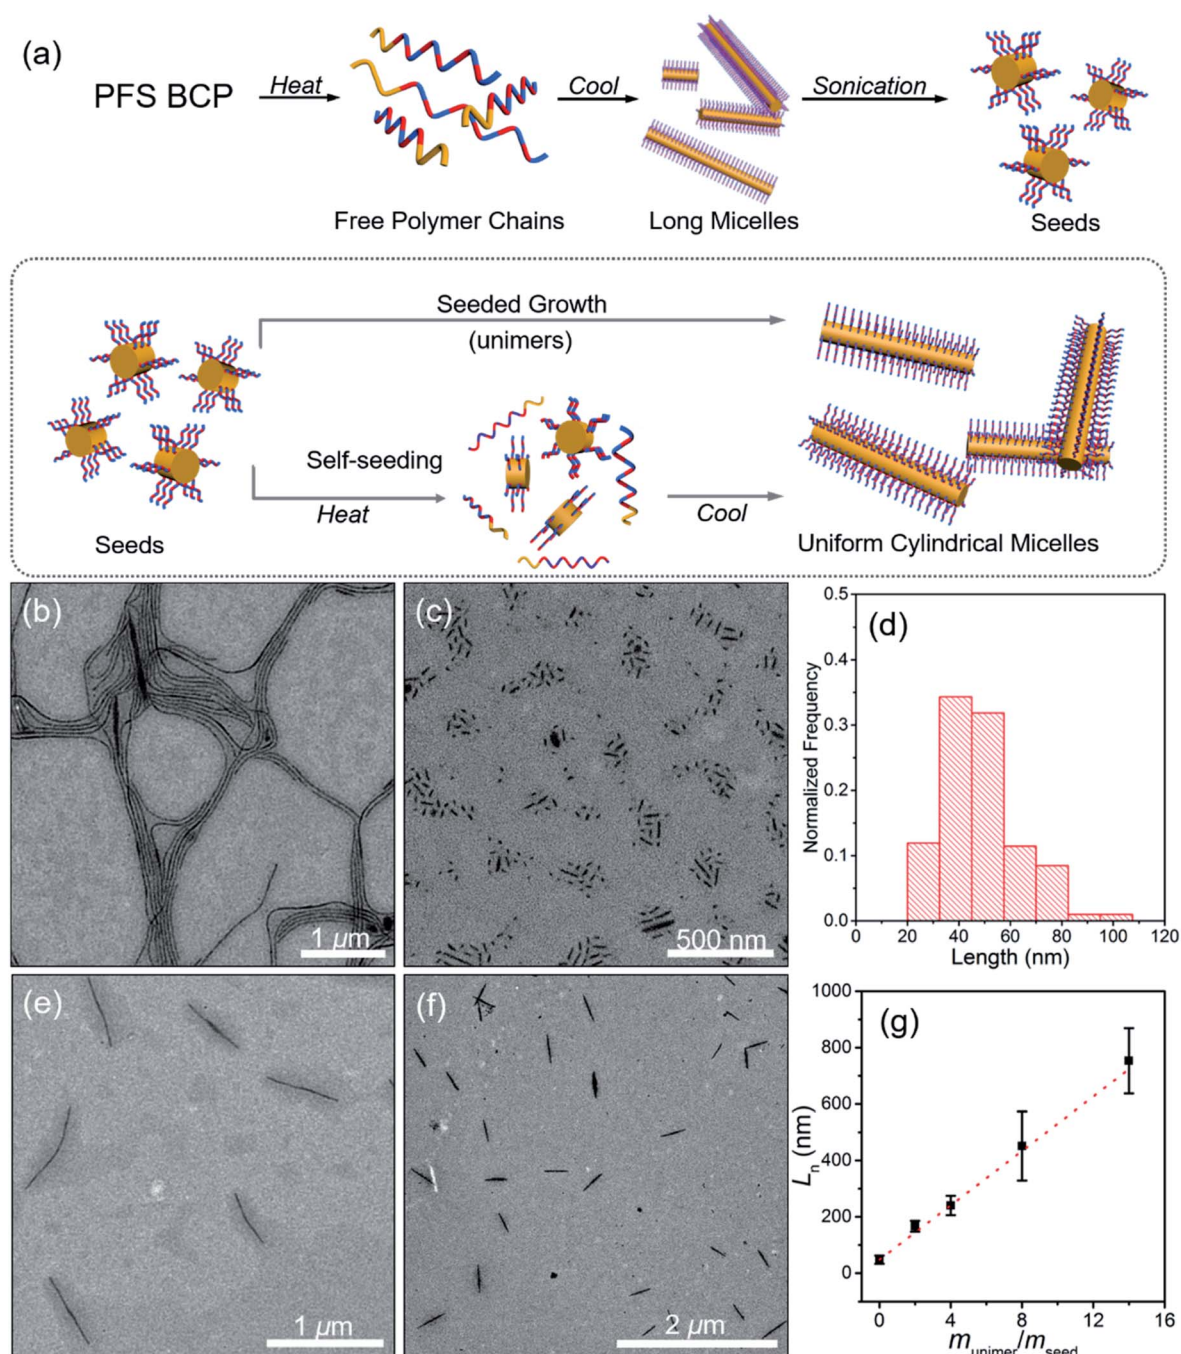 (a)
PFS BCP
Heat
Cool
Sonication
Free Polymer Chains
Long Micelles
Seeds
Seeded Growth
(unimers)
Self-seeding
Heat
Cool
Seeds
Uniform Cylindrical Micelles
(b)
1 µm
(c)
500 nm
(d)
Normalized Frequency
0.5
0.4
0.3
0.2
0.1
0.0
0 20 40 60 80 100 120
Length (nm)
(e)
1 µm
(f)
2 µm
(g)
Ln (nm)
1000
800
600
400
200
0
0 4 8 12 16
munimer/mseed